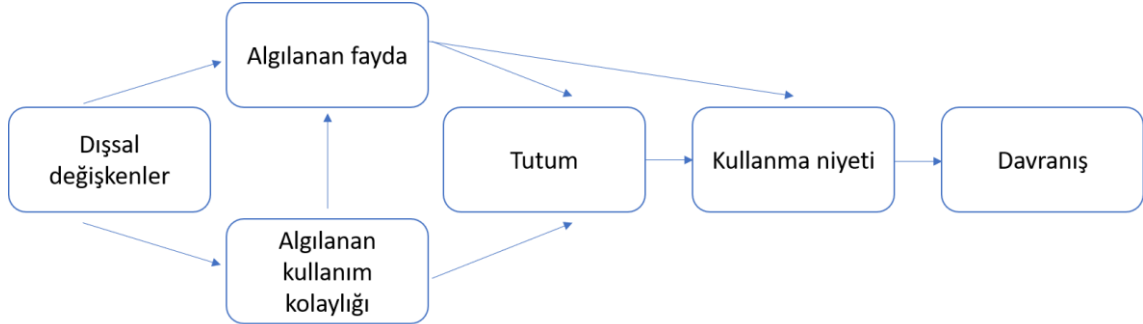 Algılanan fayda
Dışsal
değişkenler
Tutum
Kullanma niyeti
Davranış
Algılanan
kullanım
kolaylığı